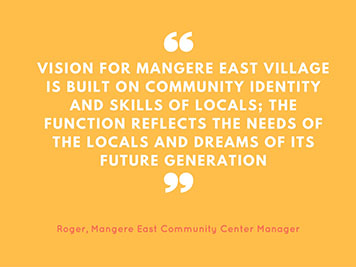 “
VISION FOR MANGERE EAST VILLAGE
IS BUILT ON COMMUNITY IDENTITY
AND SKILLS OF LOCALS; THE
FUNCTION REFLECTS THE NEEDS OF
THE LOCALS AND DREAMS OF ITS
FUTURE GENERATION
”
Roger, Mangere East Community Center Manager